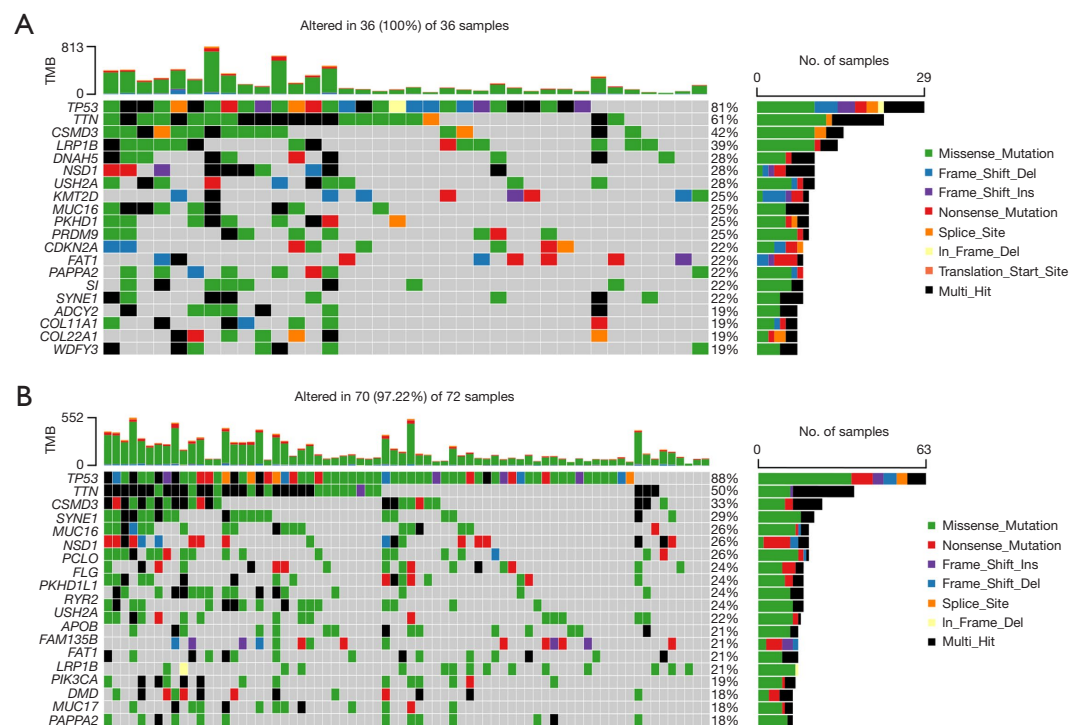 A
Altered in 36 (100%) of 36 samples
813
TMB
0
No. of samples
0 29
TP53 81%
TTN 61%
CSMD3 42%
LRP1B 39%
DNAH5 28%
NSD1 28%
USH2A 28%
KMT2D 25%
MUC16 25%
PKHD1 25%
PRDM9 25%
CDKN2A 22%
FAT1 22%
PAPPA2 22%
SI 22%
SYNE1 22%
ADCY2 19%
COL11A1 19%
COL22A1 19%
WDFY3 19%
Missense_Mutation
Frame_Shift_Del
Frame_Shift_Ins
Nonsense_Mutation
Splice_Site
In_Frame_Del
Translation_Start_Site
Multi_Hit
B
Altered in 70 (97.22%) of 72 samples
552
TMB
0
No. of samples
0 63
TP53 88%
TTN 50%
CSMD3 33%
SYNE1 29%
MUC16 26%
NSD1 26%
PCLO 26%
FLG 24%
PKHD1L1 24%
RYR2 24%
USH2A 24%
APOB 22%
FAM135B 21%
FAT1 21%
LRP1B 21%
PIK3CA 21%
DMD 19%
MUC17 18%
PAPPA2 18%
18%
Missense_Mutation
Nonsense_Mutation
Frame_Shift_Ins
Frame_Shift_Del
Splice_Site
In_Frame_Del
Multi_Hit